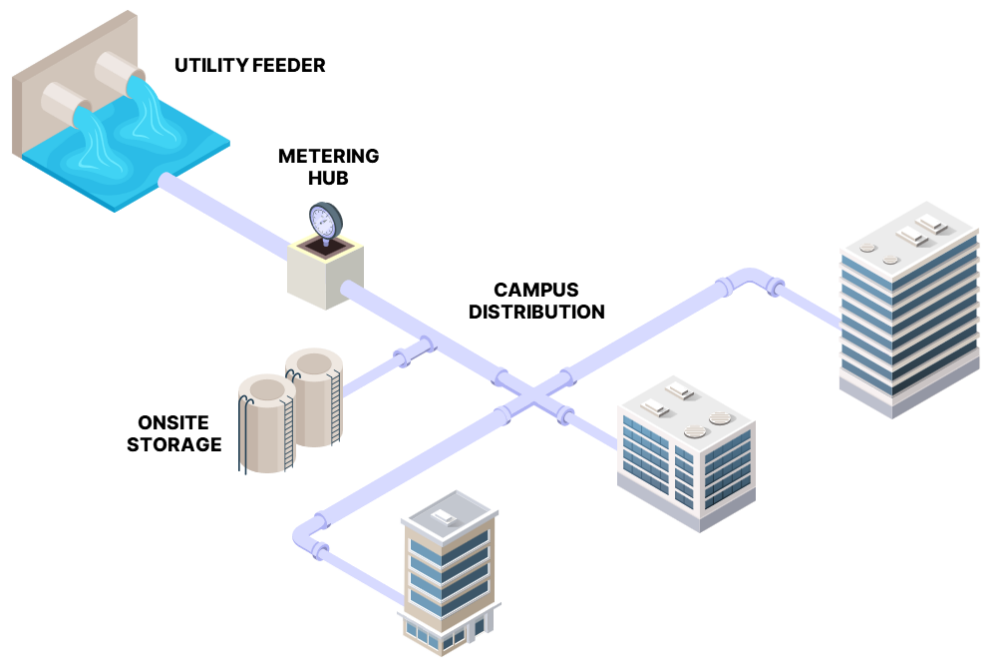 UTILITY FEEDER
METERING
HUB
CAMPUS
DISTRIBUTION
ONSITE
STORAGE